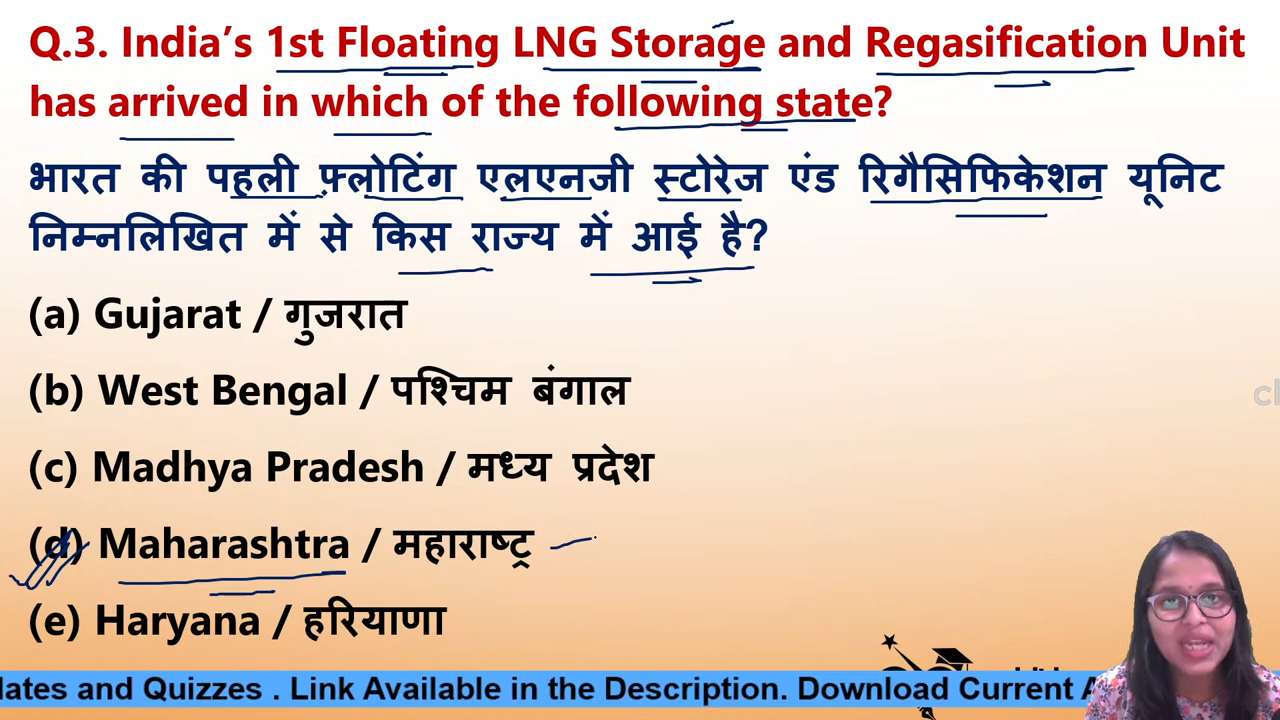 Q.3. India’s 1st Floating LNG Storage and Regasification Unit
has arrived in which of the following state?
भारत की पहली फ़्लोटिंग एलएनजी स्टोरेज एंड रिगैसिफिकेशन यूनिट
निम्नलिखित में से किस राज्य में आई है?
(a) Gujarat / गुजरात
(b) West Bengal / पश्चिम बंगाल
(c) Madhya Pradesh / मध्य प्रदेश
(d) Maharashtra / महाराष्ट्र
(e) Haryana / हरियाणा
and Quizzes . Link Available in the Description. Download Current